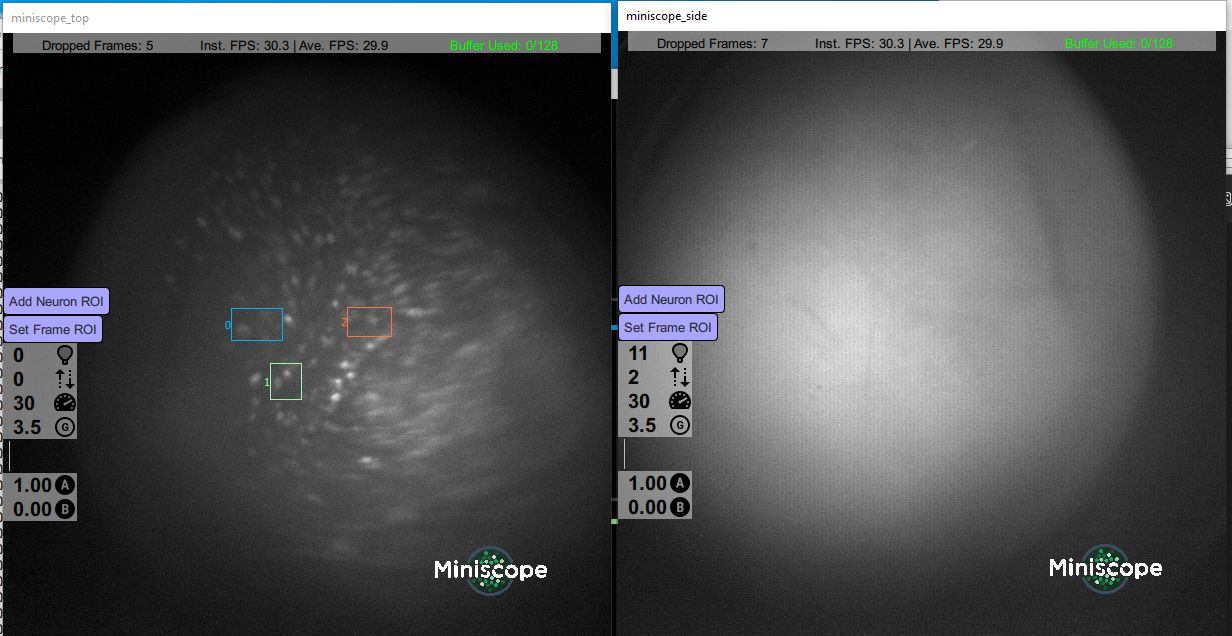 miniscope_top
Dropped Frames: 5 Inst. FPS: 30.3 | Ave. FPS: 29.9 Buffer Used: 0/128
0
2
1
Add Neuron ROI
Set Frame ROI
0
0
30
3.5 G
1.00 A
0.00 B
Miniscope
miniscope_side
Dropped Frames: 7 Inst. FPS: 30.3 | Ave. FPS: 29.9 Buffer Used: 0/128
Add Neuron ROI
Set Frame ROI
11
2
30
3.5 G
1.00 A
0.00 B
Miniscope